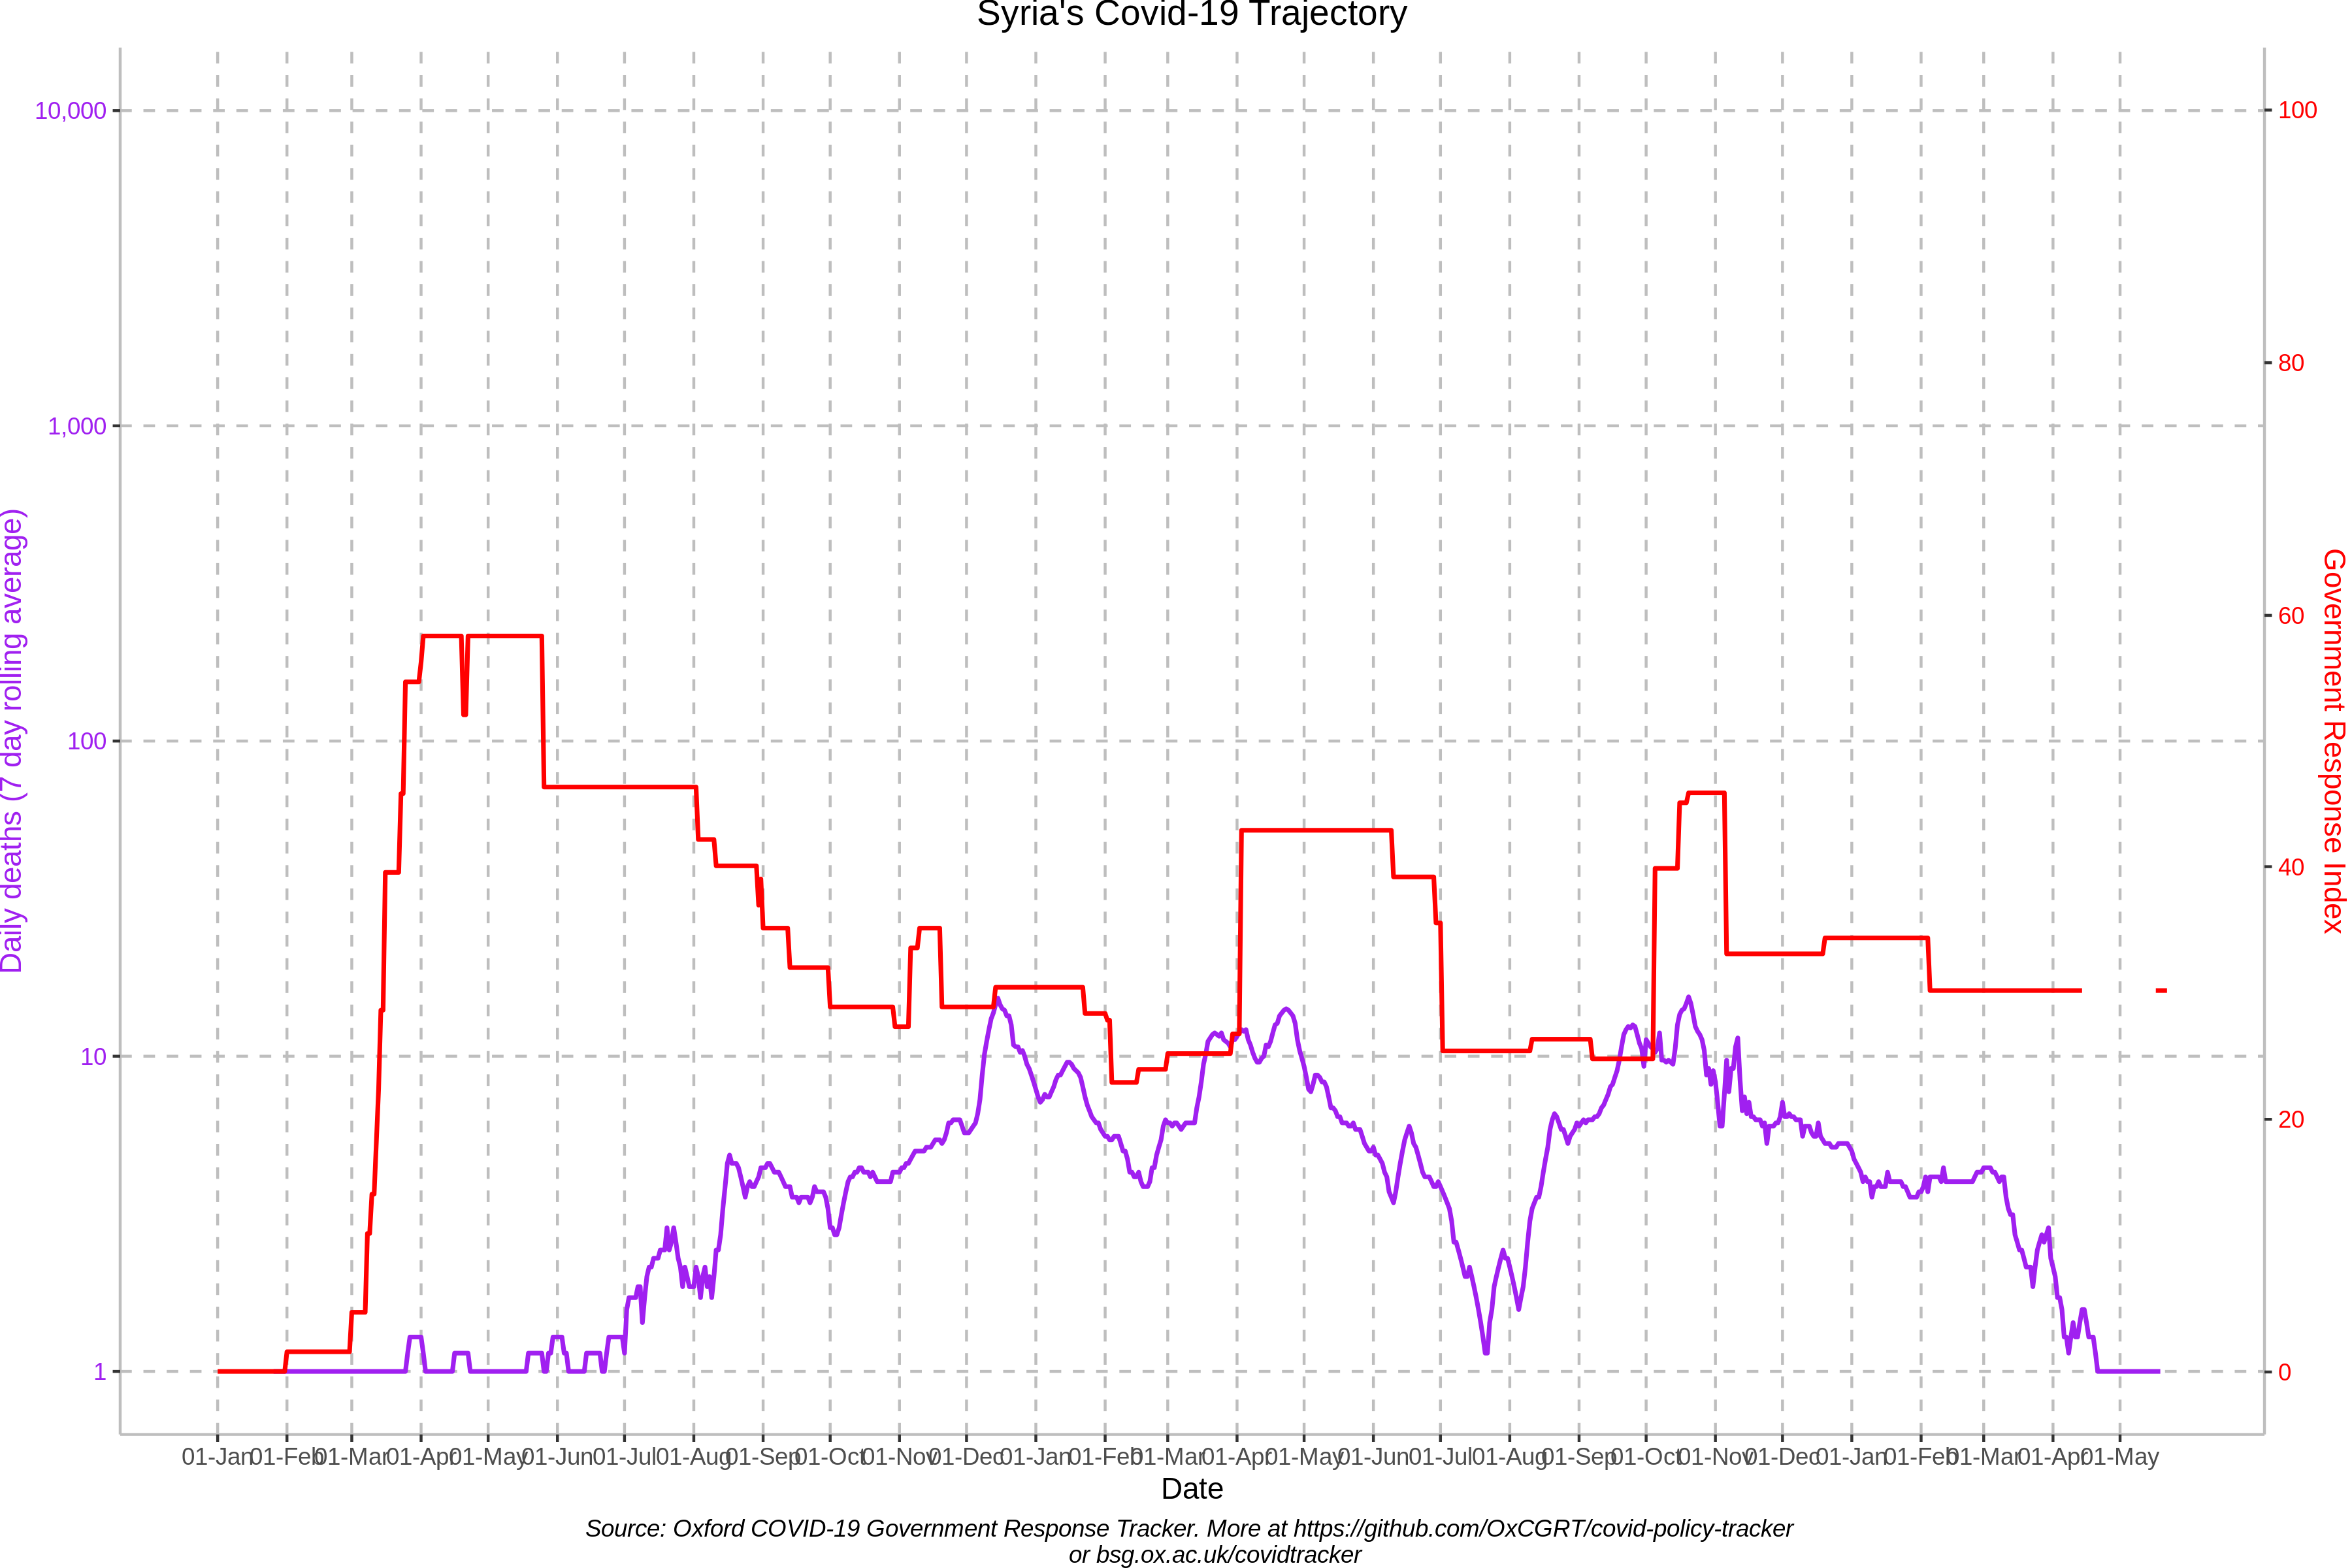 Syria's Covid-19 Trajectory
10,000
1,000
100
10
1
Daily deaths (7 day rolling average)
100
80
60
40
20
0
Government Response Index
01-Jan 01-Feb 01-Mar 01-Apr 01-May 01-Jun 01-Jul 01-Aug 01-Sep 01-Oct 01-Nov 01-Dec 01-Jan 01-Feb 01-Mar 01-Apr 01-May 01-Jun 01-Jul 01-Aug 01-Sep 01-Oct 01-Nov 01-Dec 01-Jan 01-Feb 01-Mar 01-Apr 01-May
Date
Source: Oxford COVID-19 Government Response Tracker. More at https://github.com/OxCGRT/covid-policy-tracker
or bsg.ox.ac.uk/covidtracker